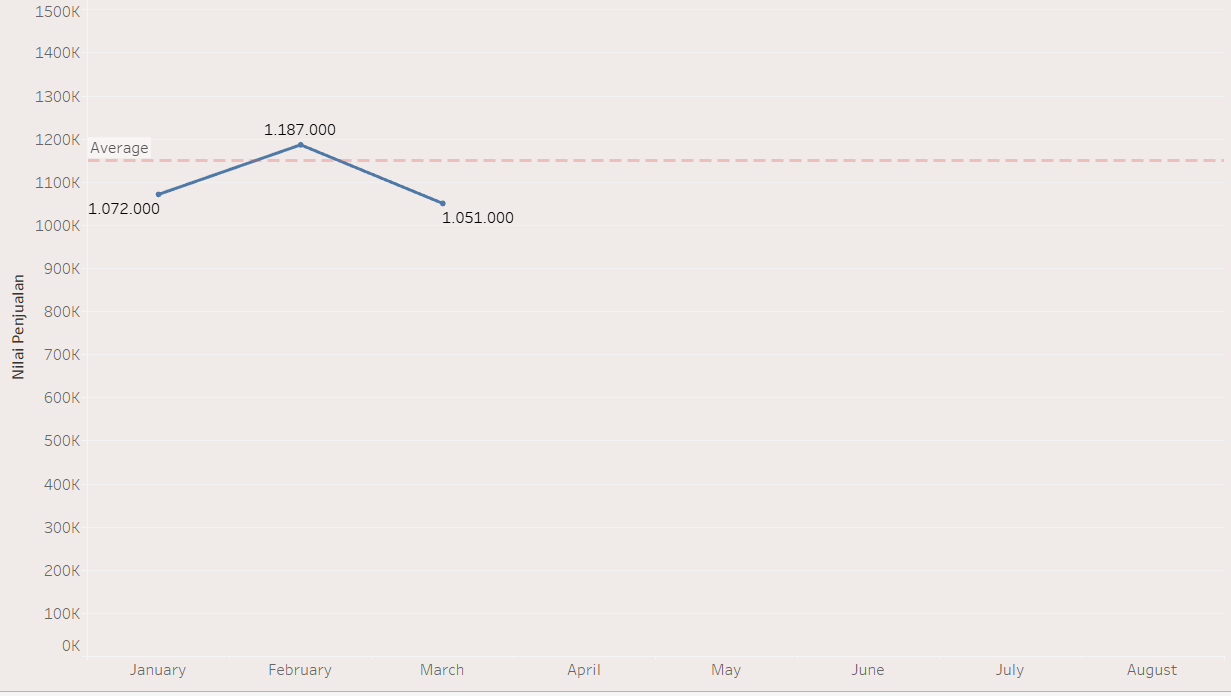 1500K
1400K
1300K
1200K
1100K
1000K
900K
800K
700K
600K
500K
400K
300K
200K
100K
0K
Nilai Penjualan
Average
1.072.000
1.187.000
1.051.000
January February March April May June July August